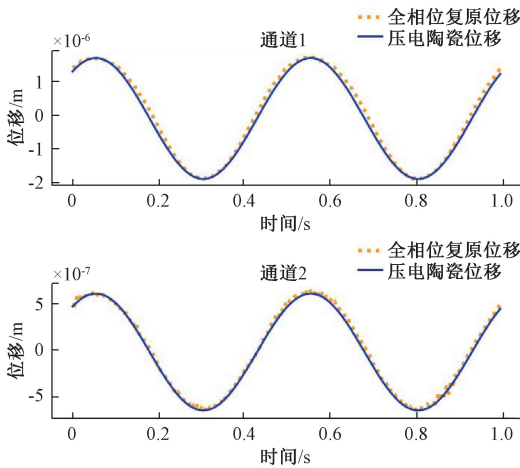 全相位复原位移
×10⁻⁶
通道1
压电陶瓷位移
1
0
-1
-2
位移/m
0
0.2
0.4
0.6
0.8
1.0
时间/s
全相位复原位移
×10⁻⁷
通道2
压电陶瓷位移
5
0
-5
位移/m
0
0.2
0.4
0.6
0.8
1.0
时间/s